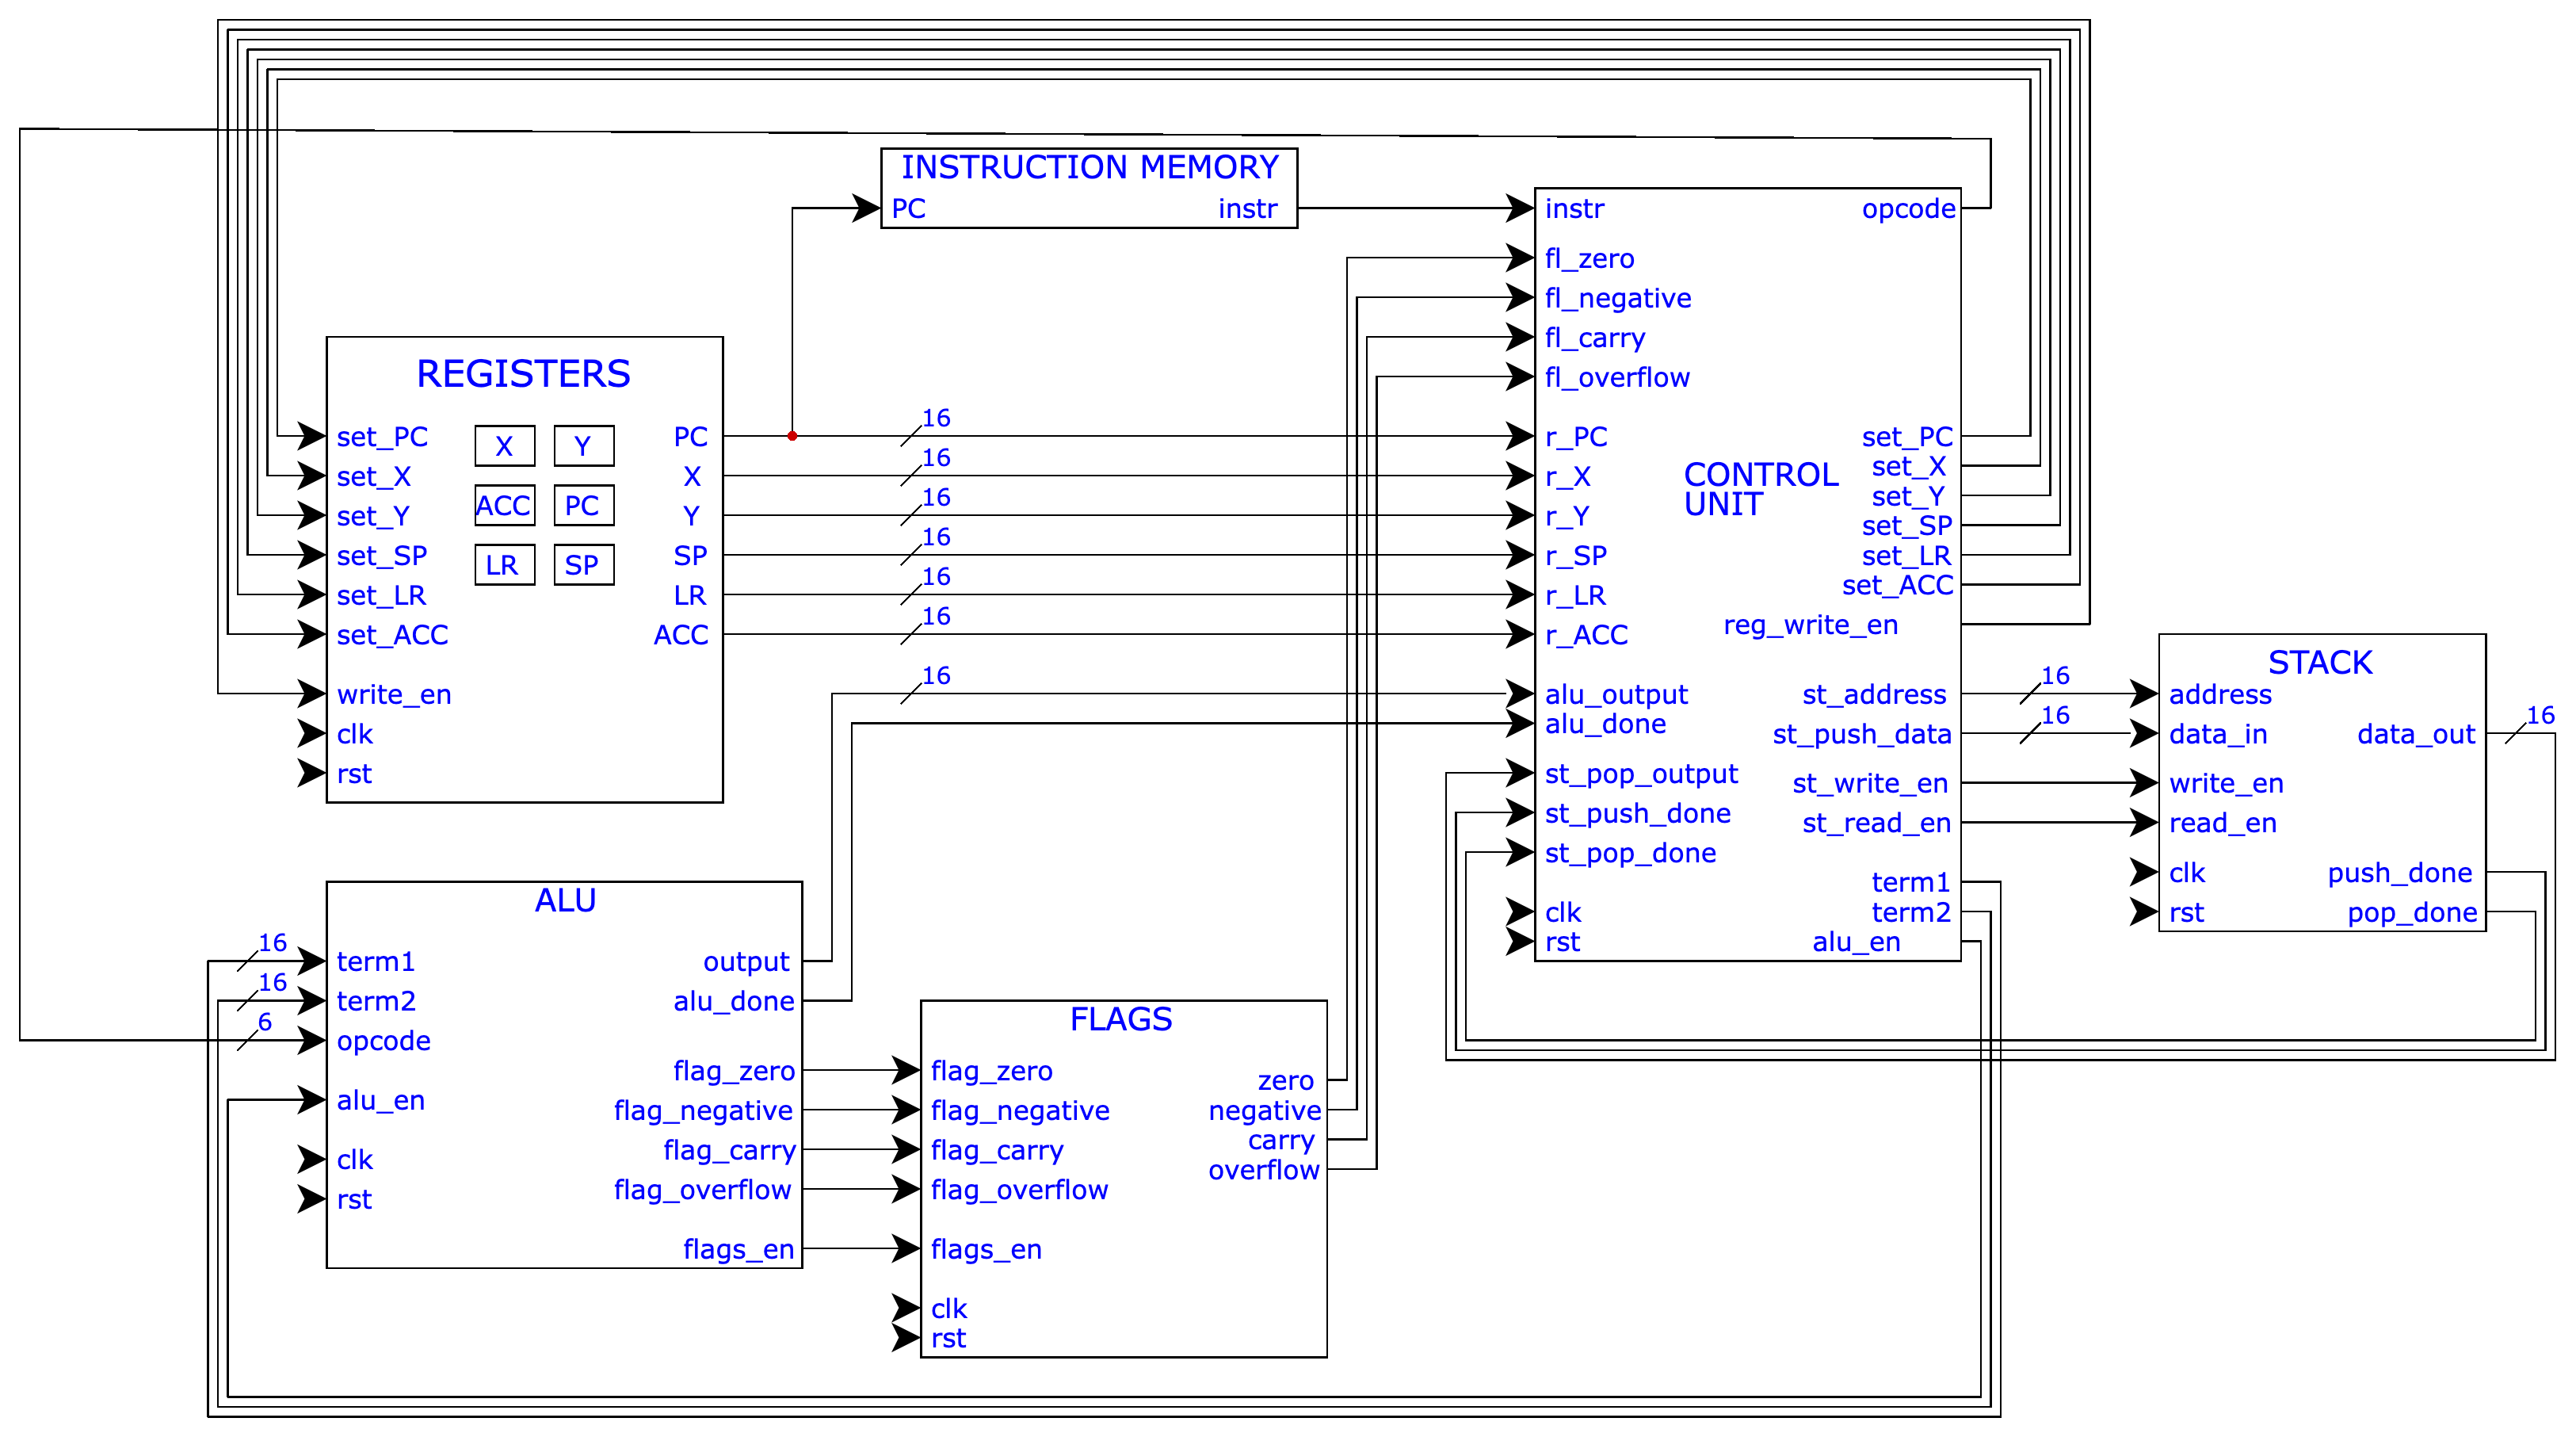 INSTRUCTION MEMORY
PC
instr
instr
opcode
fl_zero
fl_negative
fl_carry
fl_overflow
r_PC
r_X
r_Y
r_SP
r_LR
r_ACC
alu_output
alu_done
st_pop_output
st_push_done
st_pop_done
clk
rst
CONTROL
UNIT
set_PC
set_X
set_Y
set_SP
set_LR
set_ACC
reg_write_en
st_address
st_push_data
st_write_en
st_read_en
term1
term2
alu_en
REGISTERS
set_PC
set_X
set_Y
set_SP
set_LR
set_ACC
write_en
clk
rst
X
Y
ACC
PC
LR
SP
PC
X
Y
SP
LR
ACC
16
16
16
16
16
16
16
16
16
STACK
address
data_in
write_en
read_en
clk
rst
data_out
push_done
pop_done
16
ALU
16
16
6
term1
term2
opcode
alu_en
clk
rst
output
alu_done
flag_zero
flag_negative
flag_carry
flag_overflow
flags_en
FLAGS
flag_zero
flag_negative
flag_carry
flag_overflow
flags_en
clk
rst
zero
negative
carry
overflow